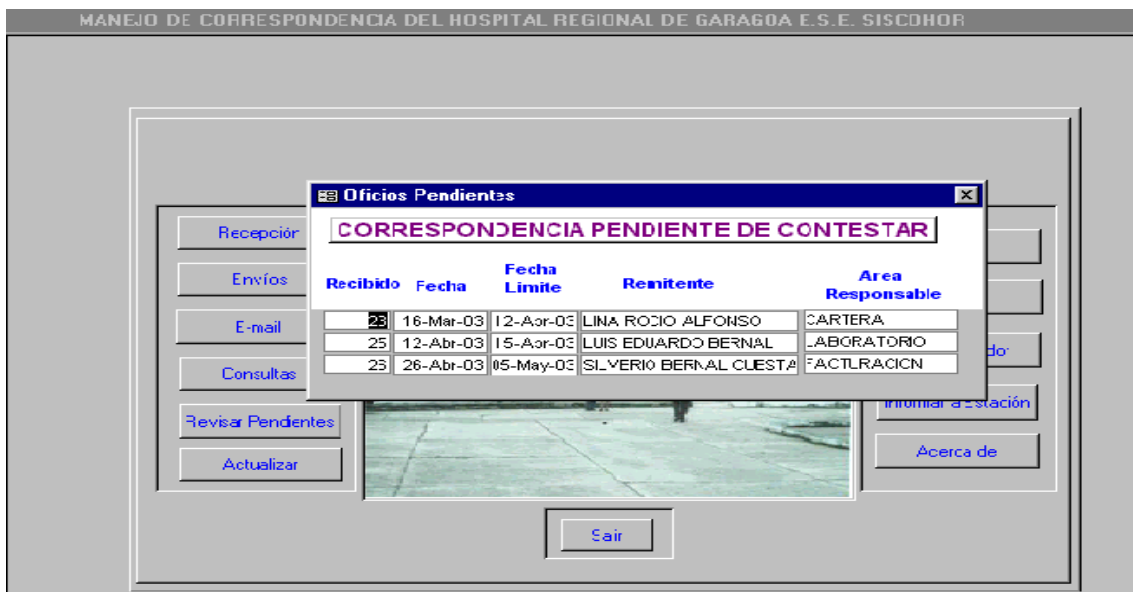 MANEJO DE CORRESPONDENCIA DEL HOSPITAL REGIONAL DE GARAGOA E.S.E. SISCOHOR
Oficios Pendientes
CORRESPONDENCIA PENDIENTE DE CONTESTAR
Recibido Fecha Fecha Limite Remitente Area Responsable
23 16-Mar-03 12-Abr-03 LINA ROCIO ALFONSO CARTERA
25 12-Abr-03 15-Abr-03 LUIS EDUARDO BERNAL LABORATORIO
26-Abr-03 05-May-03 SILVERIO BERNAL CUESTA FACTURACION
Recepción
Envíos
E-mail
Consultas
Revisar Pendientes
Actualizar
Estación
Acerca de
Salir